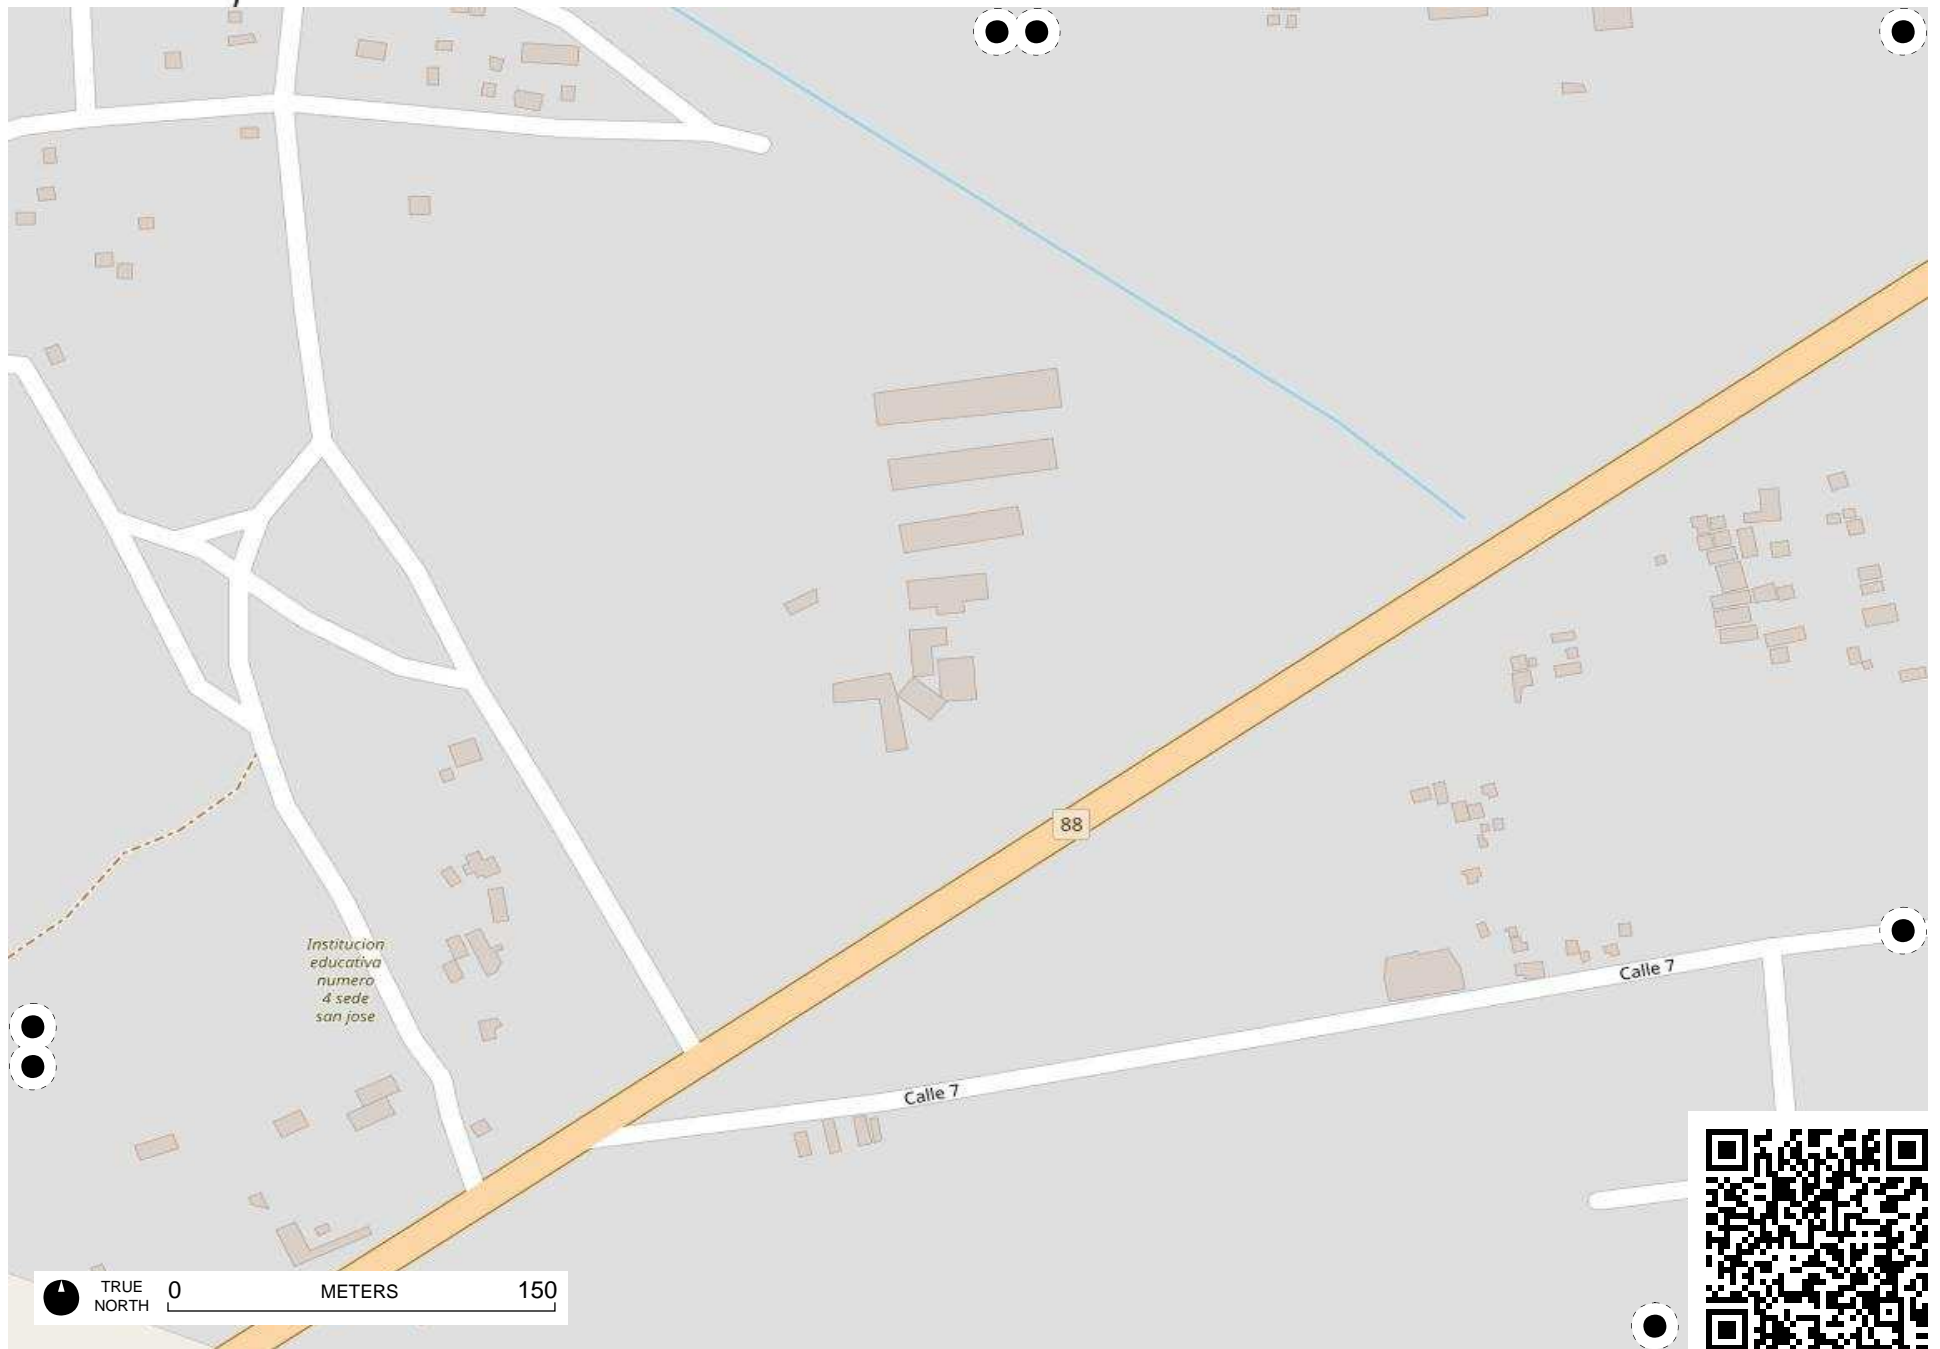 88
Institucion
educativa
numero
4 sede
san jose
Calle 7
Calle 7
TRUE
NORTH
0 METERS 150